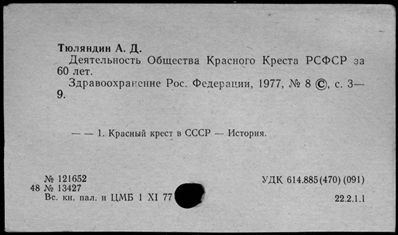 Тюляндин А. Д.
Деятельность Общества Красного Креста РСФСР за
60 лет.
Здравоохранение Рос. Федерации, 1977, № 8 ©, с. 3—
9.
— — 1. Красный крест в СССР — История.
№ 121652
УДК 614.885(470) (091)
48 № 13427
Вс. кн. пал. и ЦМБ 1 XI 77
22.2.1.1